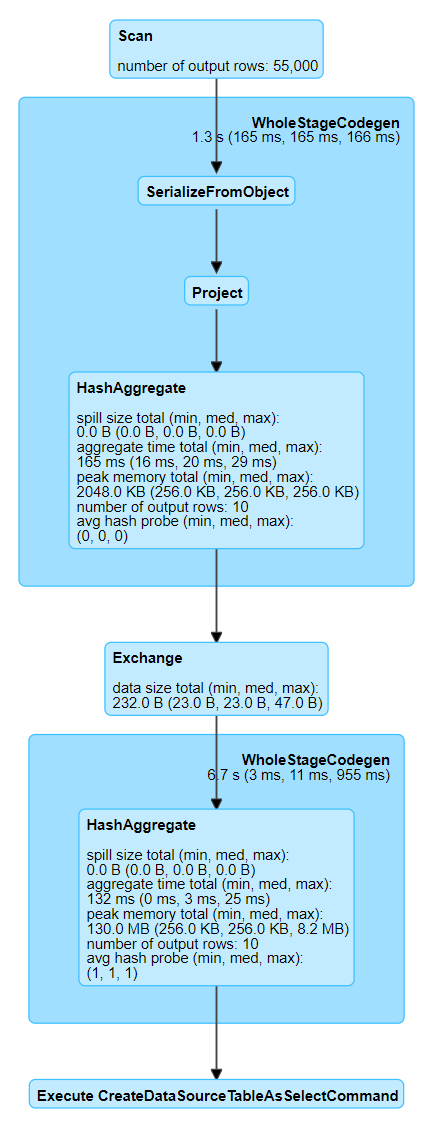 Scan
number of output rows: 55,000
WholeStageCodegen
1.3 s (165 ms, 165 ms, 166 ms)
SerializeFromObject
Project
HashAggregate
spill size total (min, med, max):
0.0 B (0.0 B, 0.0 B, 0.0 B)
aggregate time total (min, med, max):
165 ms (16 ms, 20 ms, 29 ms)
peak memory total (min, med, max):
2048.0 KB (256.0 KB, 256.0 KB, 256.0 KB)
number of output rows: 10
avg hash probe (min, med, max):
(0, 0, 0)
Exchange
data size total (min, med, max):
232.0 B (23.0 B, 23.0 B, 47.0 B)
WholeStageCodegen
6.7 s (3 ms, 11 ms, 955 ms)
HashAggregate
spill size total (min, med, max):
0.0 B (0.0 B, 0.0 B, 0.0 B)
aggregate time total (min, med, max):
132 ms (0 ms, 3 ms, 25 ms)
peak memory total (min, med, max):
130.0 MB (256.0 KB, 256.0 KB, 8.2 MB)
number of output rows: 10
avg hash probe (min, med, max):
(1, 1, 1)
Execute CreateDataSourceTableAsSelectCommand